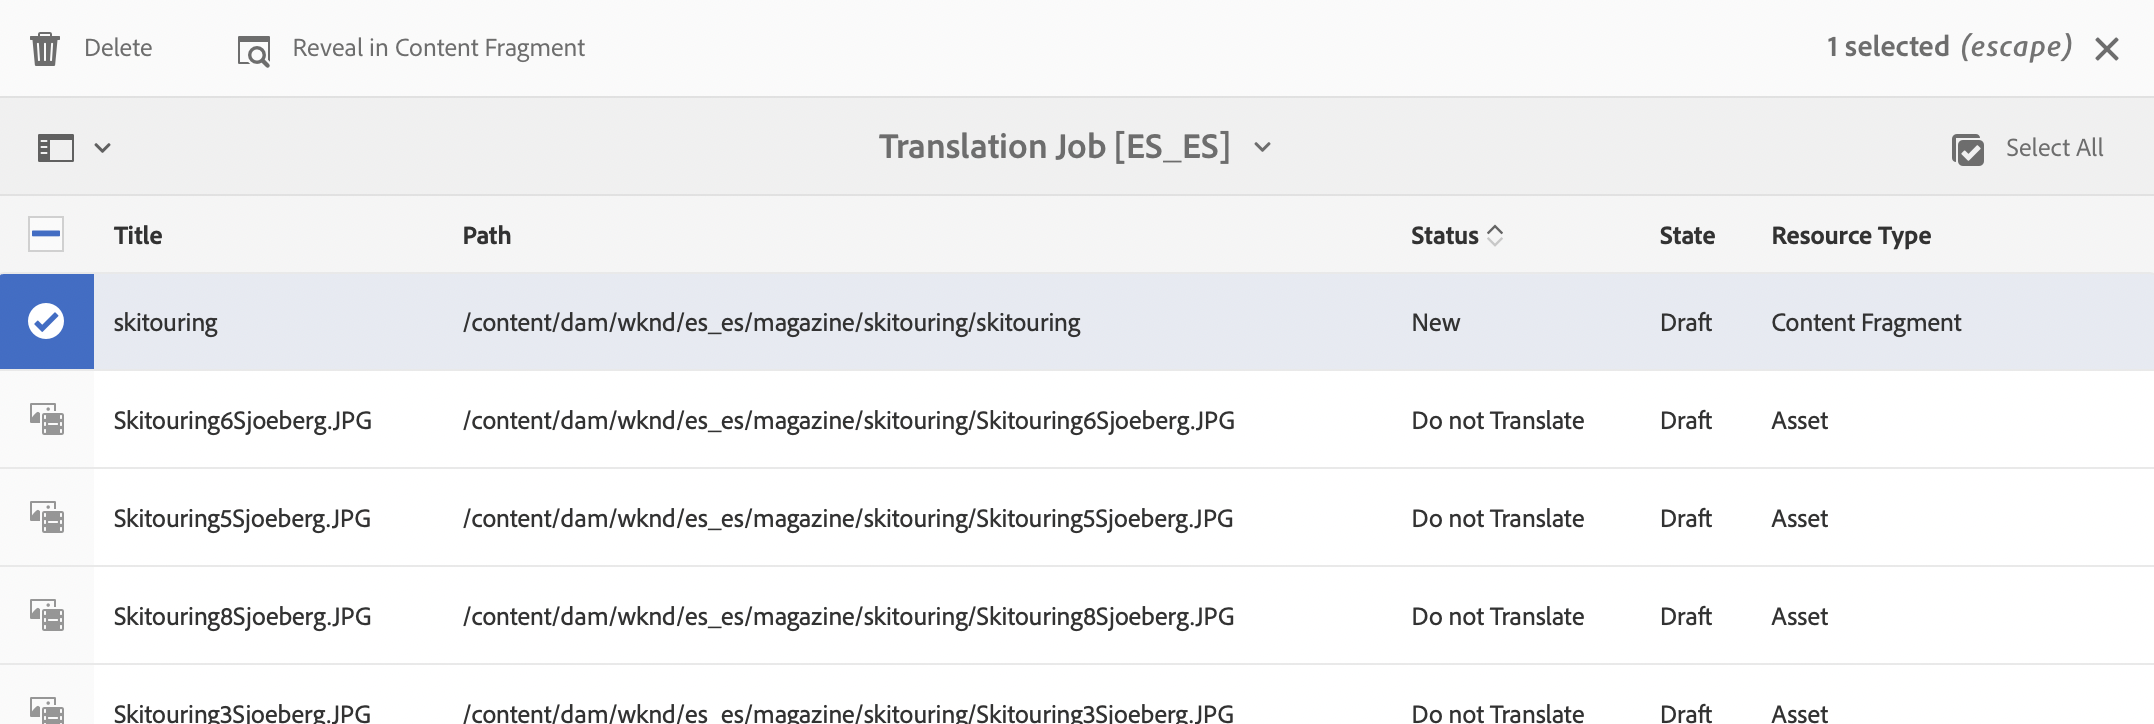 Delete Reveal in Content Fragment 1 selected (escape)
Translation Job [ES_ES] Select All
Title Path Status State Resource Type
skitouring /content/dam/wknd/es_es/magazine/skitouring/skitouring New Draft Content Fragment
Skitouring6Sjoeberg.JPG /content/dam/wknd/es_es/magazine/skitouring/Skitouring6Sjoeberg.JPG Do not Translate Draft Asset
Skitouring5Sjoeberg.JPG /content/dam/wknd/es_es/magazine/skitouring/Skitouring5Sjoeberg.JPG Do not Translate Draft Asset
Skitouring8Sjoeberg.JPG /content/dam/wknd/es_es/magazine/skitouring/Skitouring8Sjoeberg.JPG Do not Translate Draft Asset
Skitouring3Sjoeberg.JPG /content/dam/wknd/es_es/magazine/skitouring/Skitouring3Sjoeberg.JPG Do not Translate Draft Asset